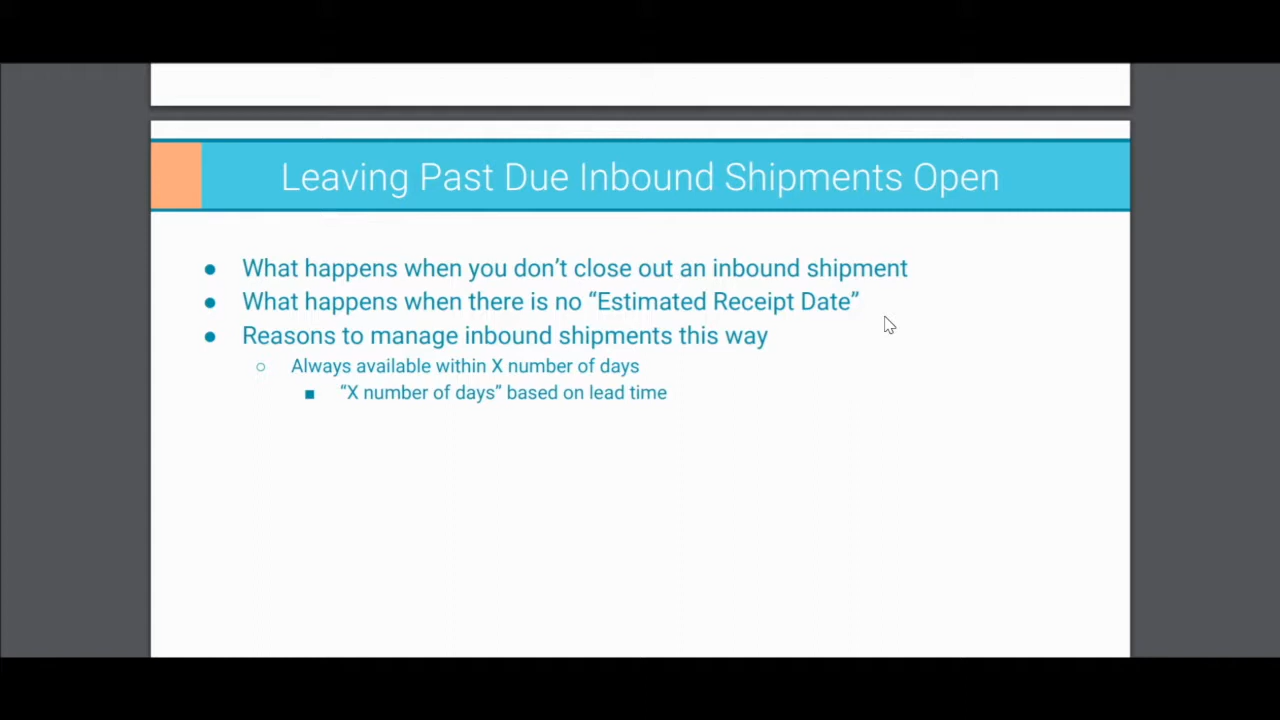 Leaving Past Due Inbound Shipments Open
● What happens when you don’t close out an inbound shipment
● What happens when there is no “Estimated Receipt Date”
● Reasons to manage inbound shipments this way
○ Always available within X number of days
■ “X number of days” based on lead time